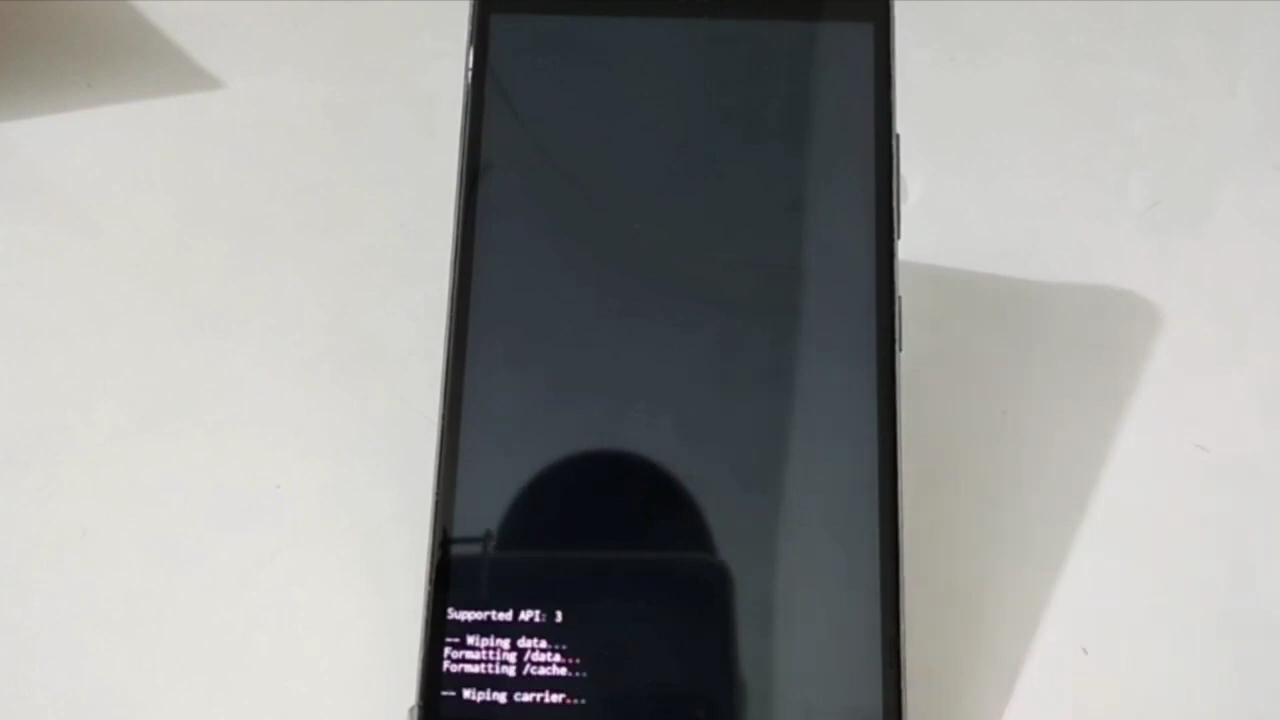 Supported API: 3
-- Wiping data...
Formatting /data...
Formatting /cache...
-- Wiping carrier...